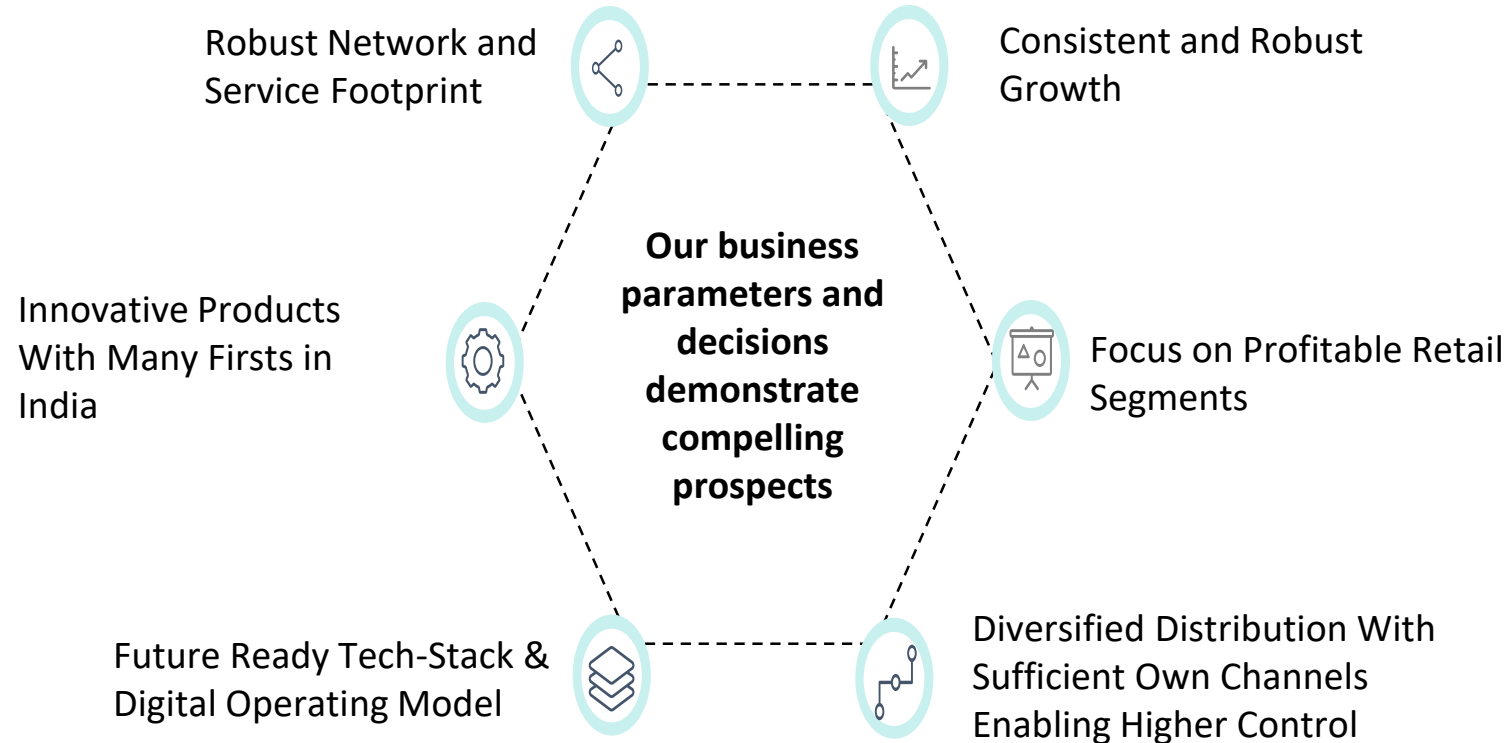 Robust Network and
Service Footprint
Consistent and Robust
Growth
Our business
parameters and
decisions
demonstrate
compelling
prospects
Innovative Products
With Many Firsts in
India
Focus on Profitable Retail
Segments
Future Ready Tech-Stack &
Digital Operating Model
Diversified Distribution With
Sufficient Own Channels
Enabling Higher Control